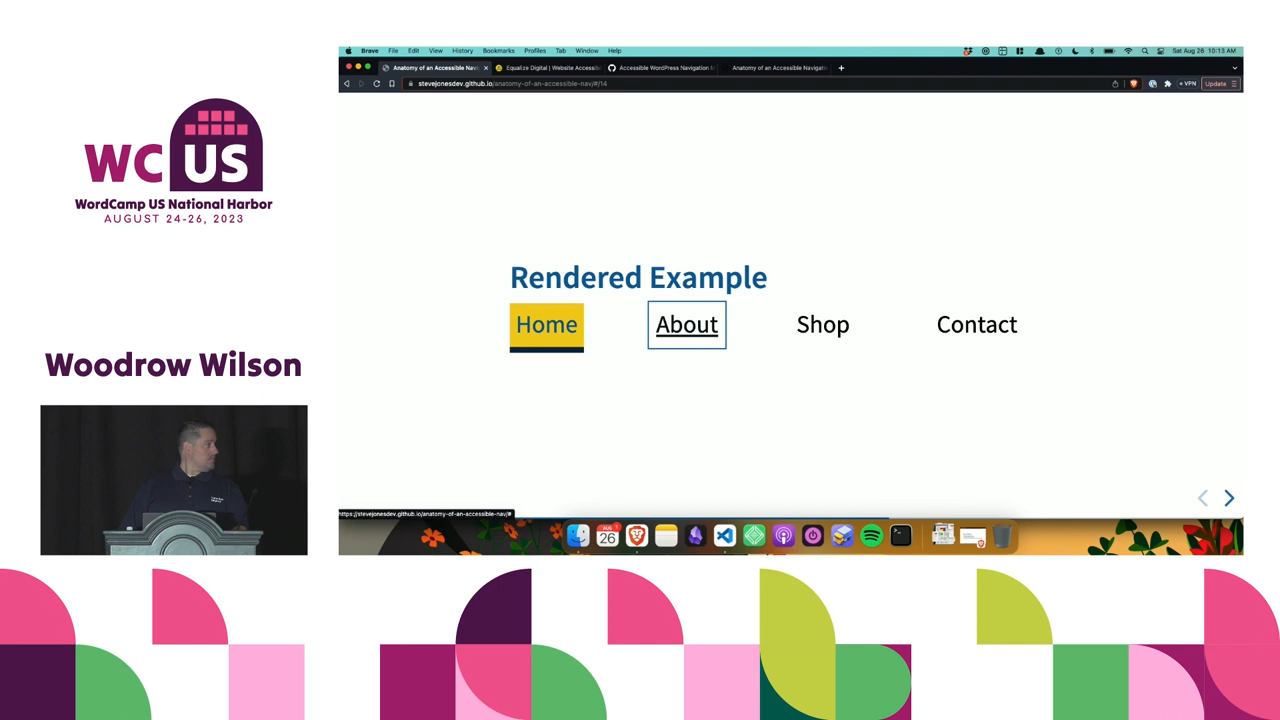 WC US
WordCamp US National Harbor
AUGUST 24-26, 2023
Woodrow Wilson
Brave File Edit View History Bookmarks Profiles Tab Window Help
Sat Aug 26 10:13 AM
Anatomy of an Accessible Navi
Equalize Digital | Website Accessib
Accessible WordPress Navigation
Anatomy of an Accessible Navigati
stevejonesdev.github.io/anatomy-of-an-accessible-nav/#/14
VPN
Update
Rendered Example
Home About Shop Contact
https://stevejonesdev.github.io/anatomy-of-an-accessible-nav/#
AUG
26